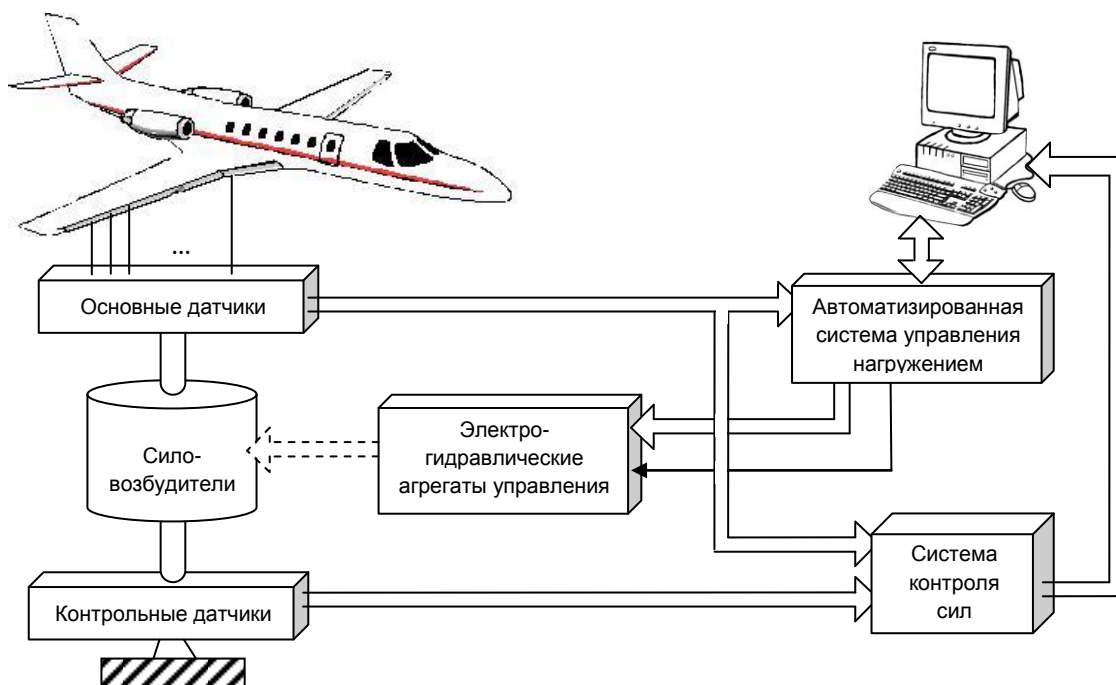 ...
Основные датчики
Автоматизированная
система управления
нагружением
Электро-
гидравлические
агрегаты управления
Сило-
возбудители
Система
контроля
сил
Контрольные датчики